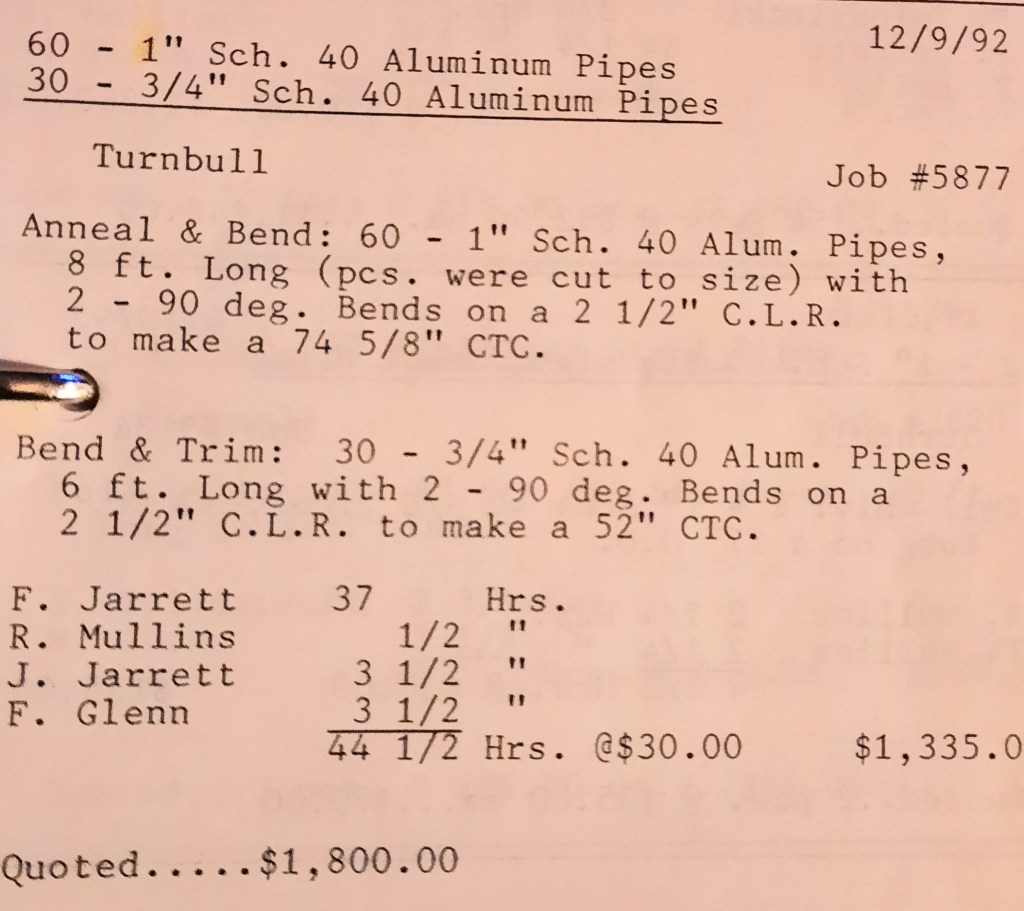 12/9/92
60 - 1" Sch. 40 Aluminum Pipes
30 - 3/4" Sch. 40 Aluminum Pipes
Turnbull
Job #5877
Anneal & Bend: 60 - 1" Sch. 40 Alum. Pipes,
8 ft. Long (pcs. were cut to size) with
2 - 90 deg. Bends on a 2 1/2" C.L.R.
to make a 74 5/8" CTC.
Bend & Trim: 30 - 3/4" Sch. 40 Alum. Pipes,
6 ft. Long with 2 - 90 deg. Bends on a
2 1/2" C.L.R. to make a 52" CTC.
F. Jarrett 37 Hrs.
R. Mullins 1/2 "
J. Jarrett 3 1/2 "
F. Glenn 3 1/2 "
44 1/2 Hrs. @$30.00 $1,335.0
Quoted.....$1,800.00